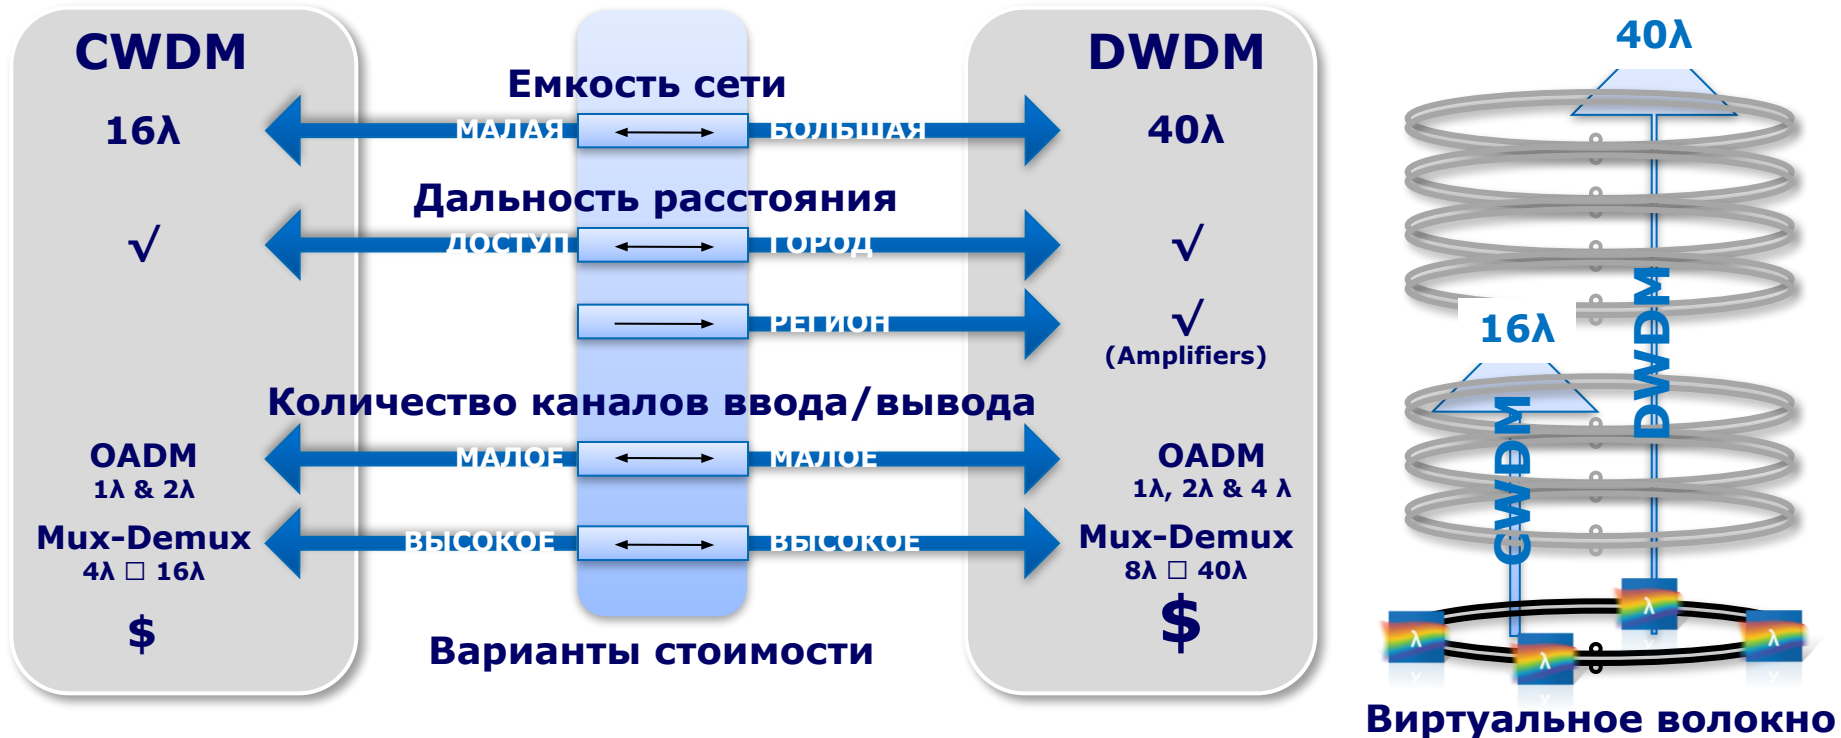 CWDM
DWDM
40λ
Емкость сети
16λ
МАЛАЯ
БОЛЬШАЯ
40λ
Дальность расстояния
√
ДОСТУП
ГОРОД
√
РЕГИОН
√
(Amplifiers)
16λ
DWDM
Количество каналов ввода/вывода
OADM
1λ & 2λ
МАЛОЕ
МАЛОЕ
OADM
1λ, 2λ & 4 λ
CWDM
Mux-Demux
4λ □ 16λ
ВЫСОКОЕ
ВЫСОКОЕ
Mux-Demux
8λ □ 40λ
$
$
Варианты стоимости
λ
λ
λ
λ
Виртуальное волокно